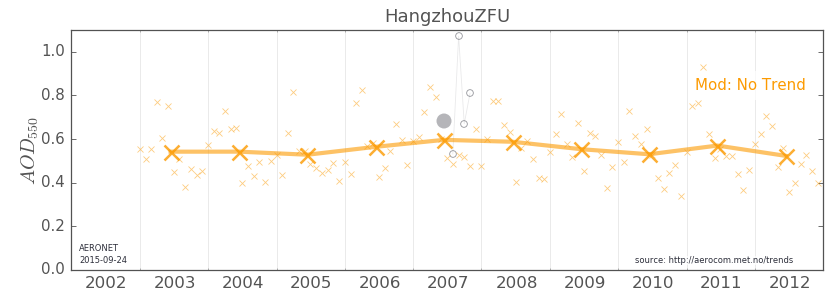 HangzhouZFU
1.0
0.8
0.6
0.4
0.2
0.0
AOD550
Mod: No Trend
AERONET
2015-09-24
source: http://aerocom.met.no/trends
2002 2003 2004 2005 2006 2007 2008 2009 2010 2011 2012